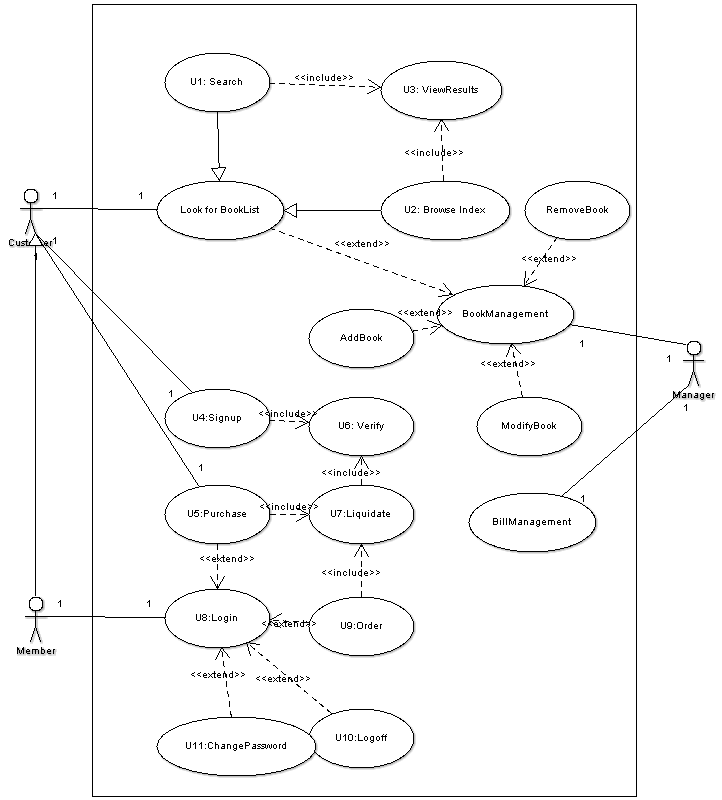 U1: Search
<<include>>
U3: ViewResults
<<include>>
1
1
Look for BookList
U2: Browse Index
RemoveBook
Customer
1
1
<<extend>>
<<extend>>
<<extend>>
BookManagement
AddBook
1
1
<<extend>>
Manager
1
1
U4:Signup
<<include>>
U6: Verify
ModifyBook
1
<<include>>
1
U5:Purchase
<<include>>
U7:Liquidate
BillManagement
<<extend>>
<<include>>
1
1
U8:Login
<<extend>>
U9:Order
Member
<<extend>>
<<extend>>
U11:ChangePassword
U10:Logoff